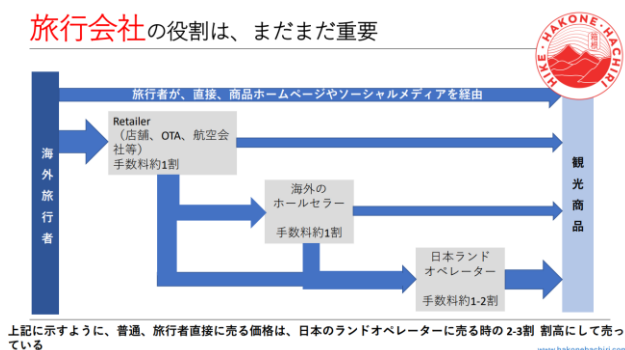 旅行会社の役割は、まだまだ重要
HIKE・HAKONE・HACHIRI
箱根
旅行者が、直接、商品ホームページやソーシャルメディアを経由
Retailer
（店舗、OTA、航空会
社等）
手数料約1割
海外旅行者
海外の
ホールセラー
手数料約1割
観光商品
日本ランド
オペレーター
手数料約1-2割
上記に示すように、普通、旅行者直接に売る価格は、日本のランドオペレーターに売る時の 2-3割 割高にして売っ
ている
www.hakonehachiri.com